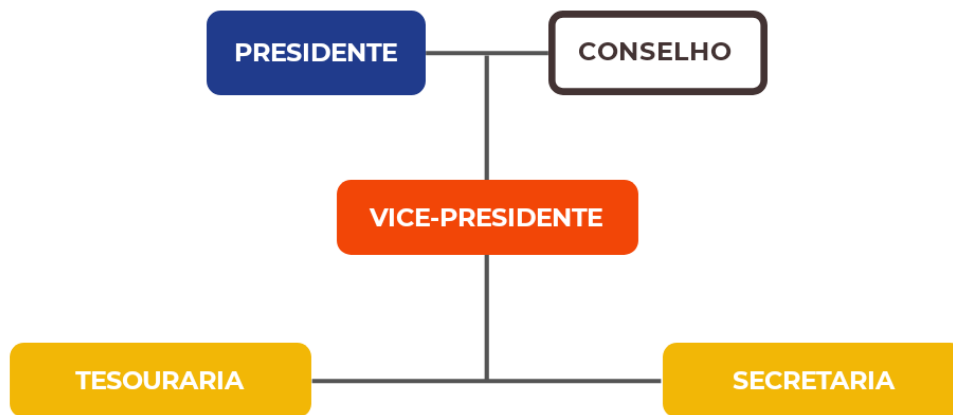 PRESIDENTE
CONSELHO
VICE-PRESIDENTE
TESOURARIA
SECRETARIA